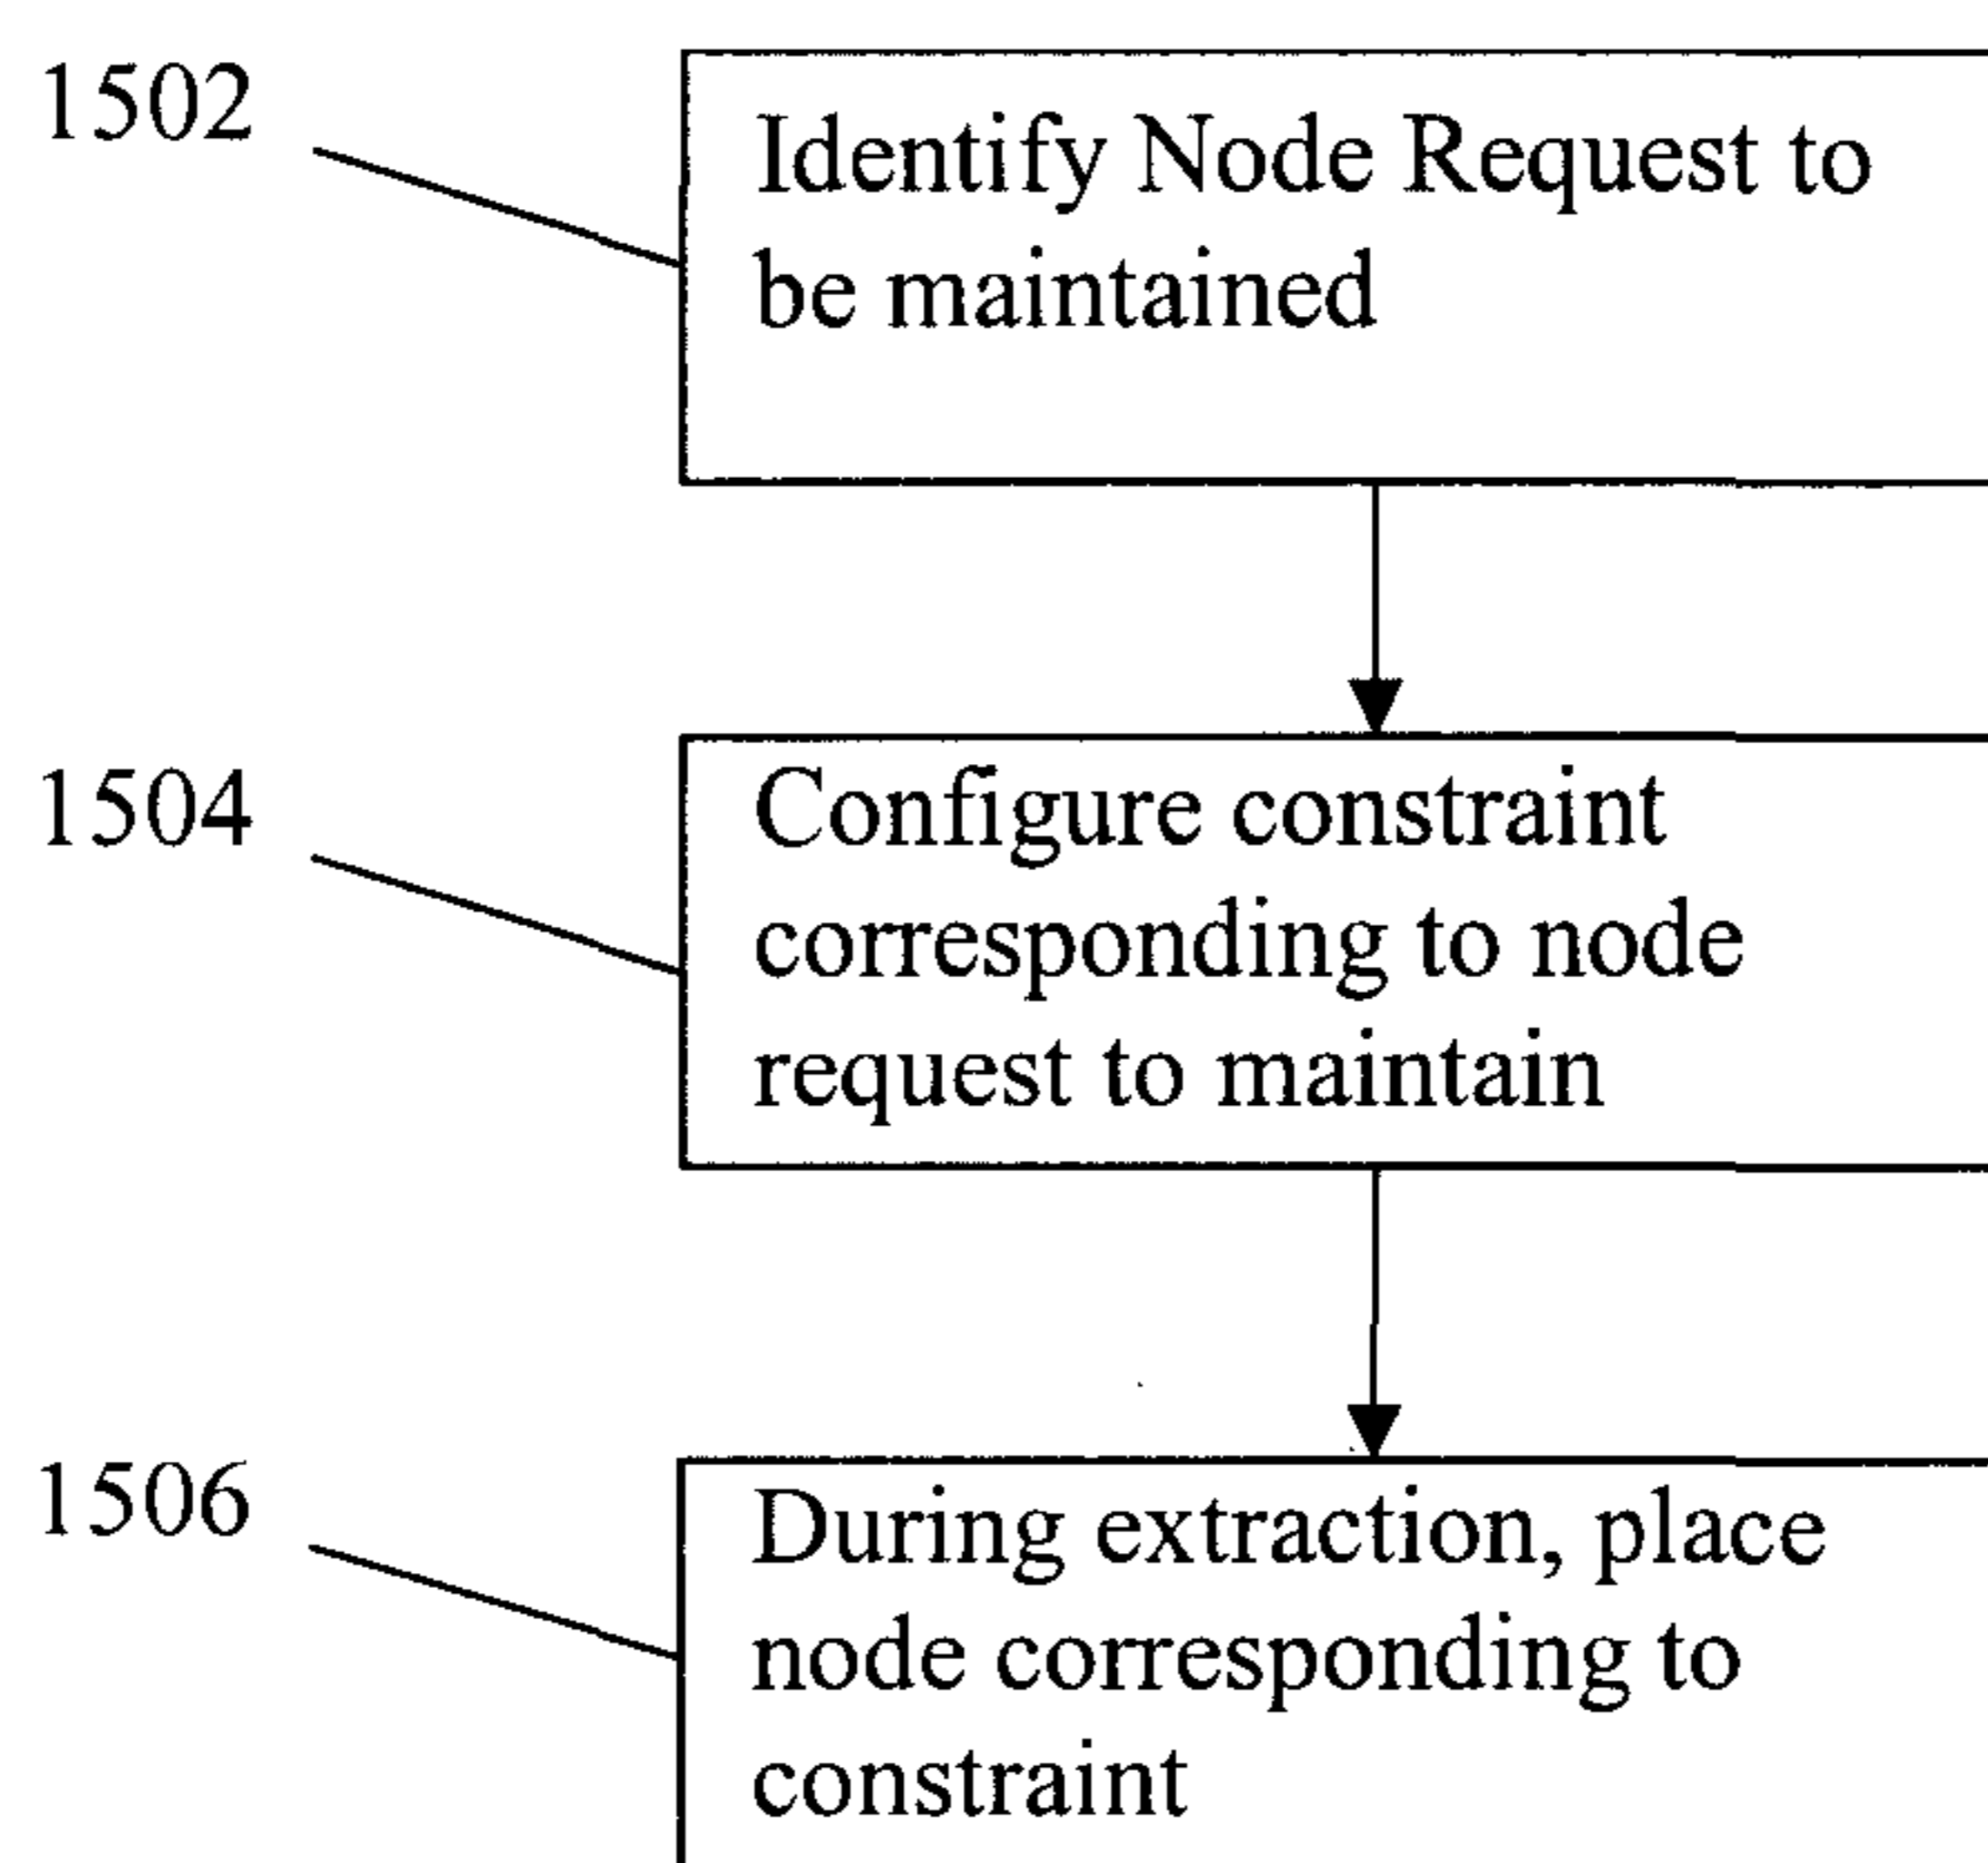 1502
Identify Node Request to
be maintained
1504
Configure constraint
corresponding to node
request to maintain
1506
During extraction, place
node corresponding to
constraint